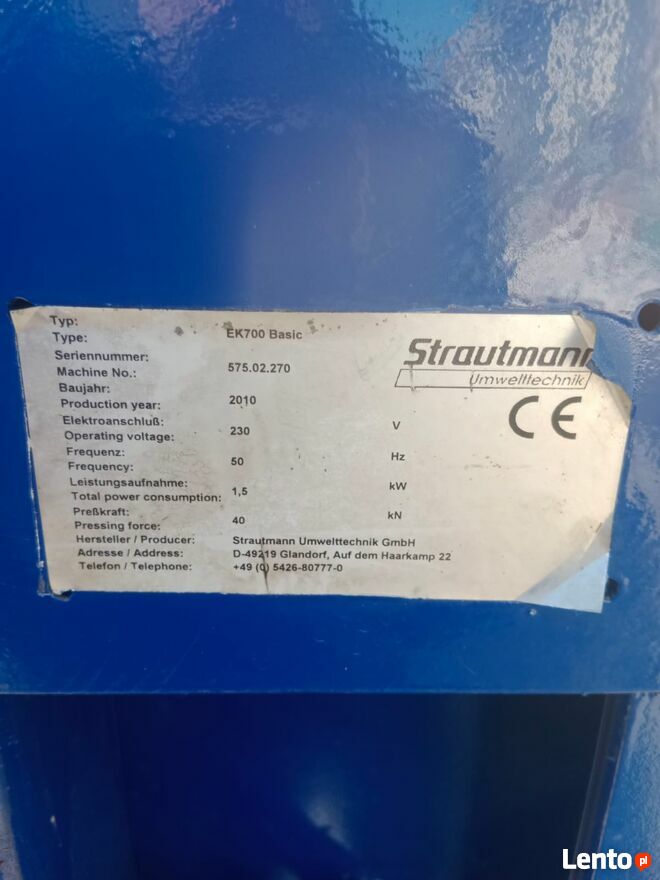 Typ:
Type: EK700 Basic
Seriennummer:
Machine No.: 575.02.270
Baujahr:
Production year: 2010
Elektroanschluß:
Operating voltage: 230 V
Frequenz:
Frequency: 50 Hz
Leistungsaufnahme:
Total power consumption: 1,5 kW
Preßkraft:
Pressing force: 40 kN
Hersteller / Producer: Strautmann Umwelttechnik GmbH
Adresse / Address: D-49219 Glandorf, Auf dem Haarkamp 22
Telefon / Telephone: +49 (0) 5426-80777-0
Strautmann
Umwelttechnik
CE
Lento.pl